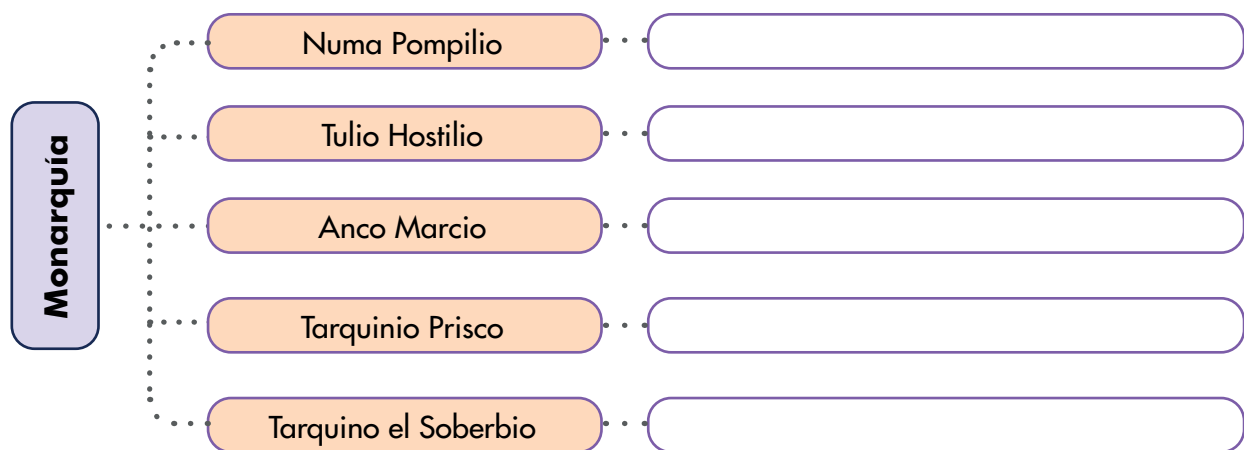 Monarquía
Numa Pompilio
Tulio Hostilio
Anco Marcio
Tarquinio Prisco
Tarquino el Soberbio